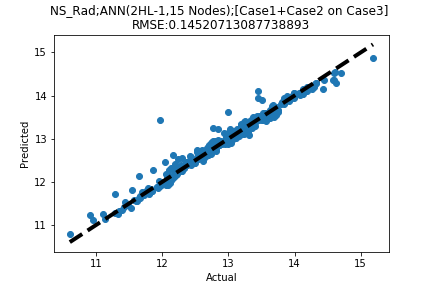 NS_Rad;ANN(2HL-1,15 Nodes);[Case1+Case2 on Case3]
RMSE:0.14520713087738893
15
14
13
12
11
Predicted
11 12 13 14 15
Actual